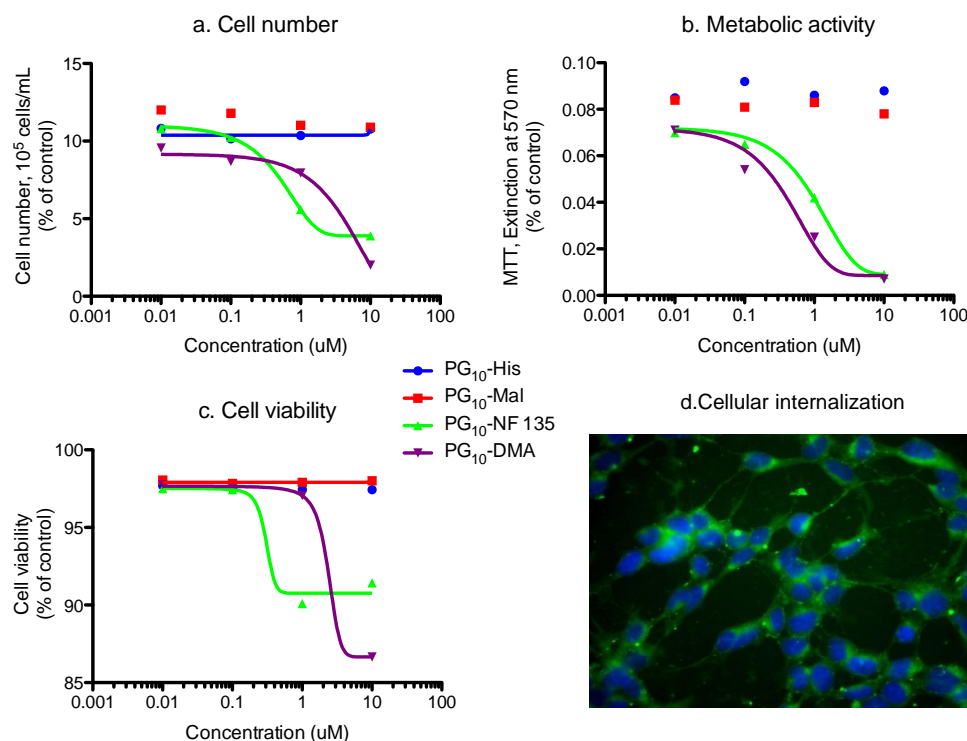 a. Cell number
Cell number, 10⁵ cells/mL
(% of control)
15
10
5
0
0.001 0.01 0.1 1 10 100
Concentration (uM)
b. Metabolic activity
MTT, Extinction at 570 nm
(% of control)
0.10
0.08
0.06
0.04
0.02
0.00
0.001 0.01 0.1 1 10 100
Concentration (uM)
PG₁₀-His
PG₁₀-Mal
PG₁₀-NF 135
PG₁₀-DMA
c. Cell viability
Cell viability
(% of control)
100
95
90
85
0.001 0.01 0.1 1 10 100
Concentration (uM)
d.Cellular internalization